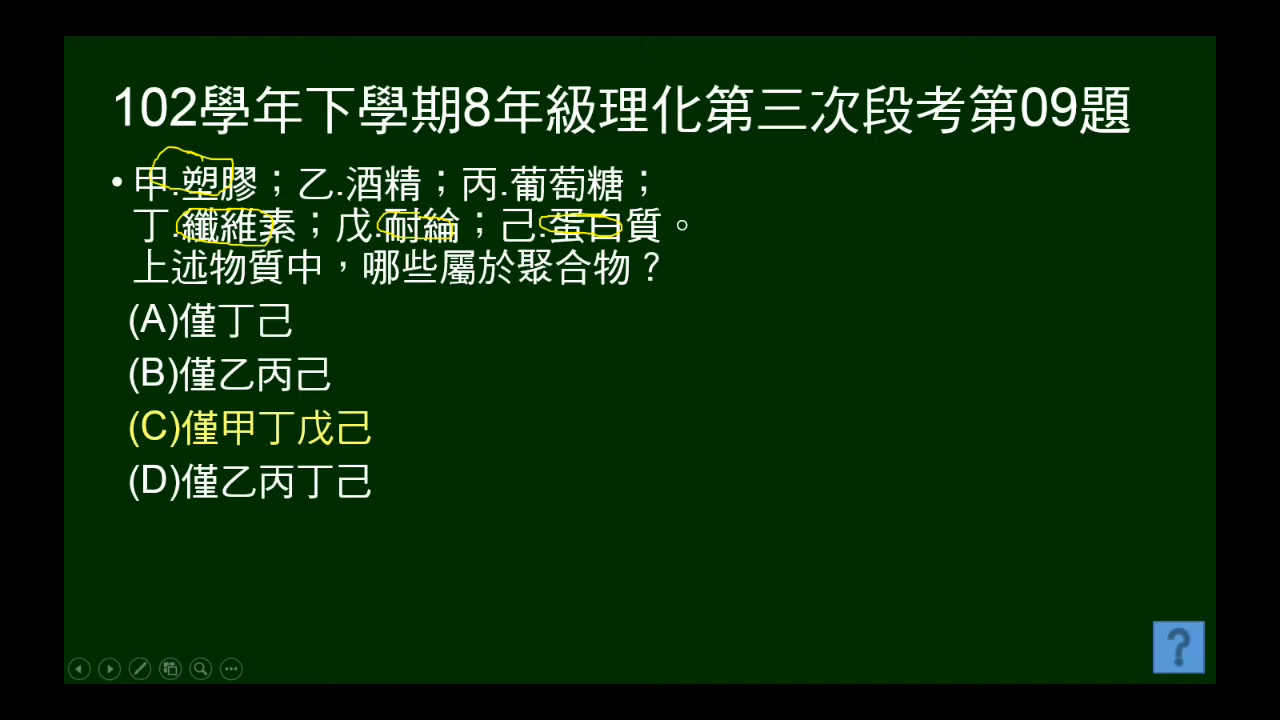 102學年下學期8年級理化第三次段考第09題
• 甲.塑膠；乙.酒精；丙.葡萄糖；
丁.纖維素；戊.耐綸；己.蛋白質。
上述物質中，哪些屬於聚合物？
(A)僅丁己
(B)僅乙丙己
(C)僅甲丁戊己
(D)僅乙丙丁己
?